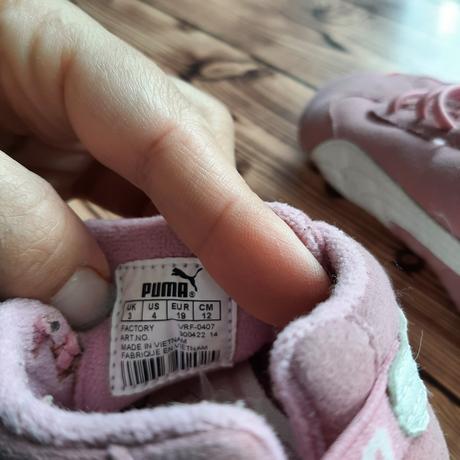 PUMA
UK US EUR CM
3 4 19 12
FACTORY VRF-0407
ART.NO. 300422 14
MADE IN VIETNAM
FABRIQUE EN VIETNAM